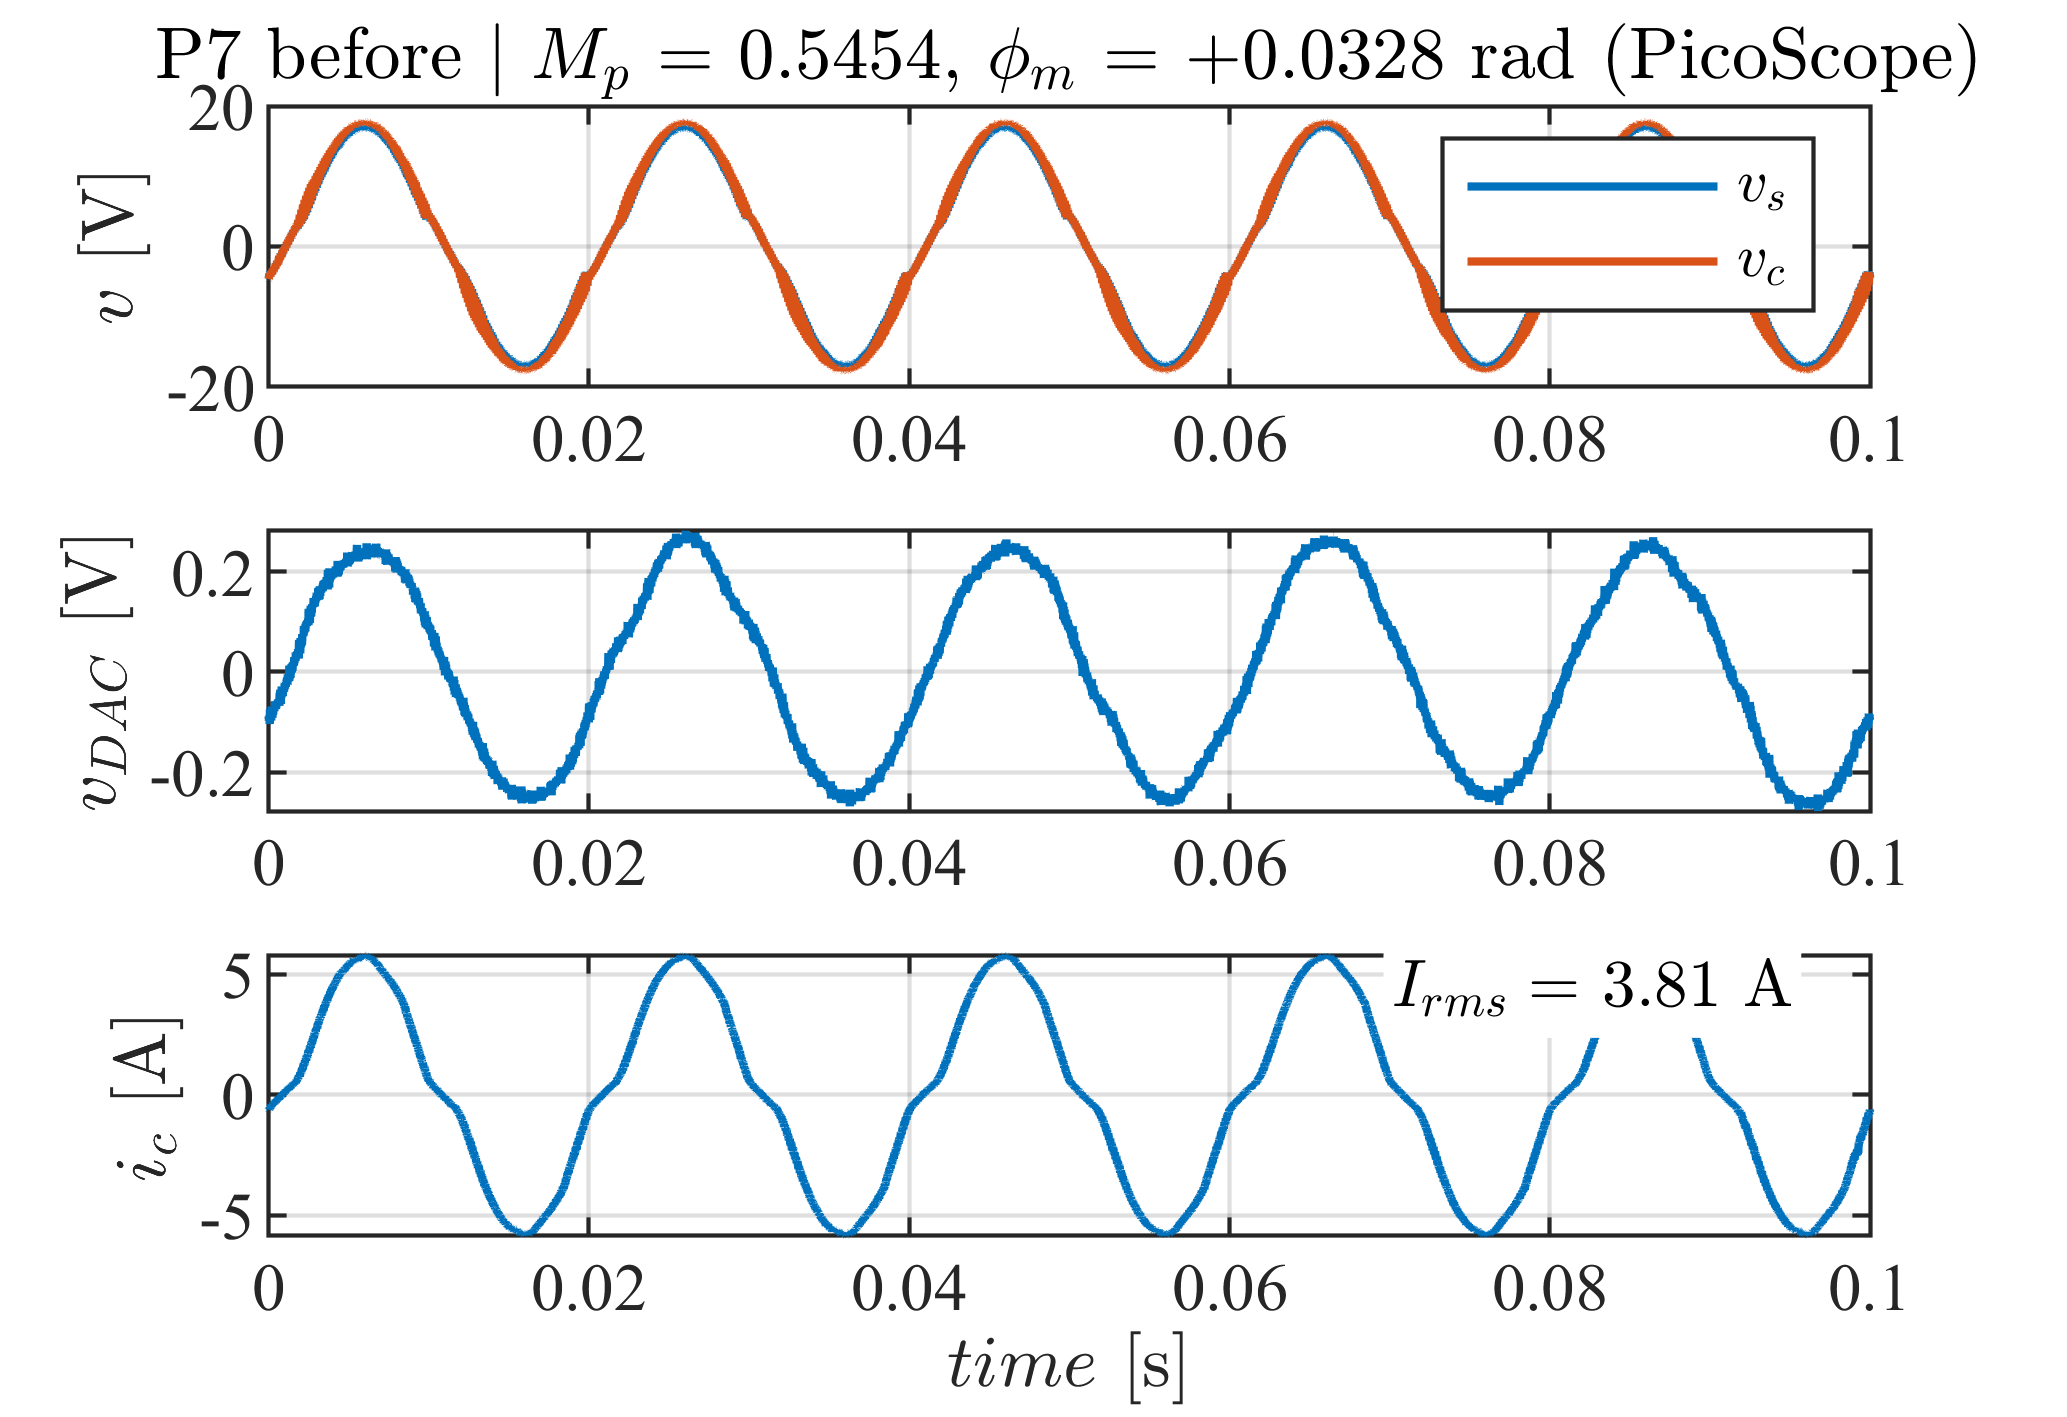 P7 before | M_p = 0.5454, ϕ_m = +0.0328 rad (PicoScope)
20
0
-20
v [V]
v_s
v_c
0 0.02 0.04 0.06 0.08 0.1
0.2
0
-0.2
v_DAC [V]
0 0.02 0.04 0.06 0.08 0.1
5
0
-5
i_c [A]
I_rms = 3.81 A
0 0.02 0.04 0.06 0.08 0.1
time [s]